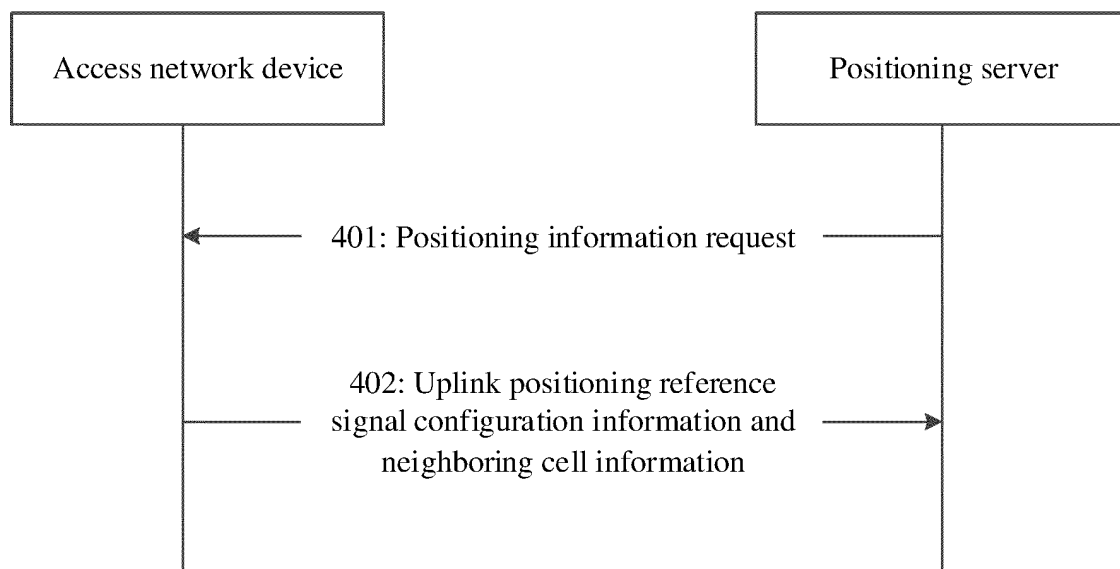 Access network device
Positioning server
401: Positioning information request
402: Uplink positioning reference
signal configuration information and
neighboring cell information